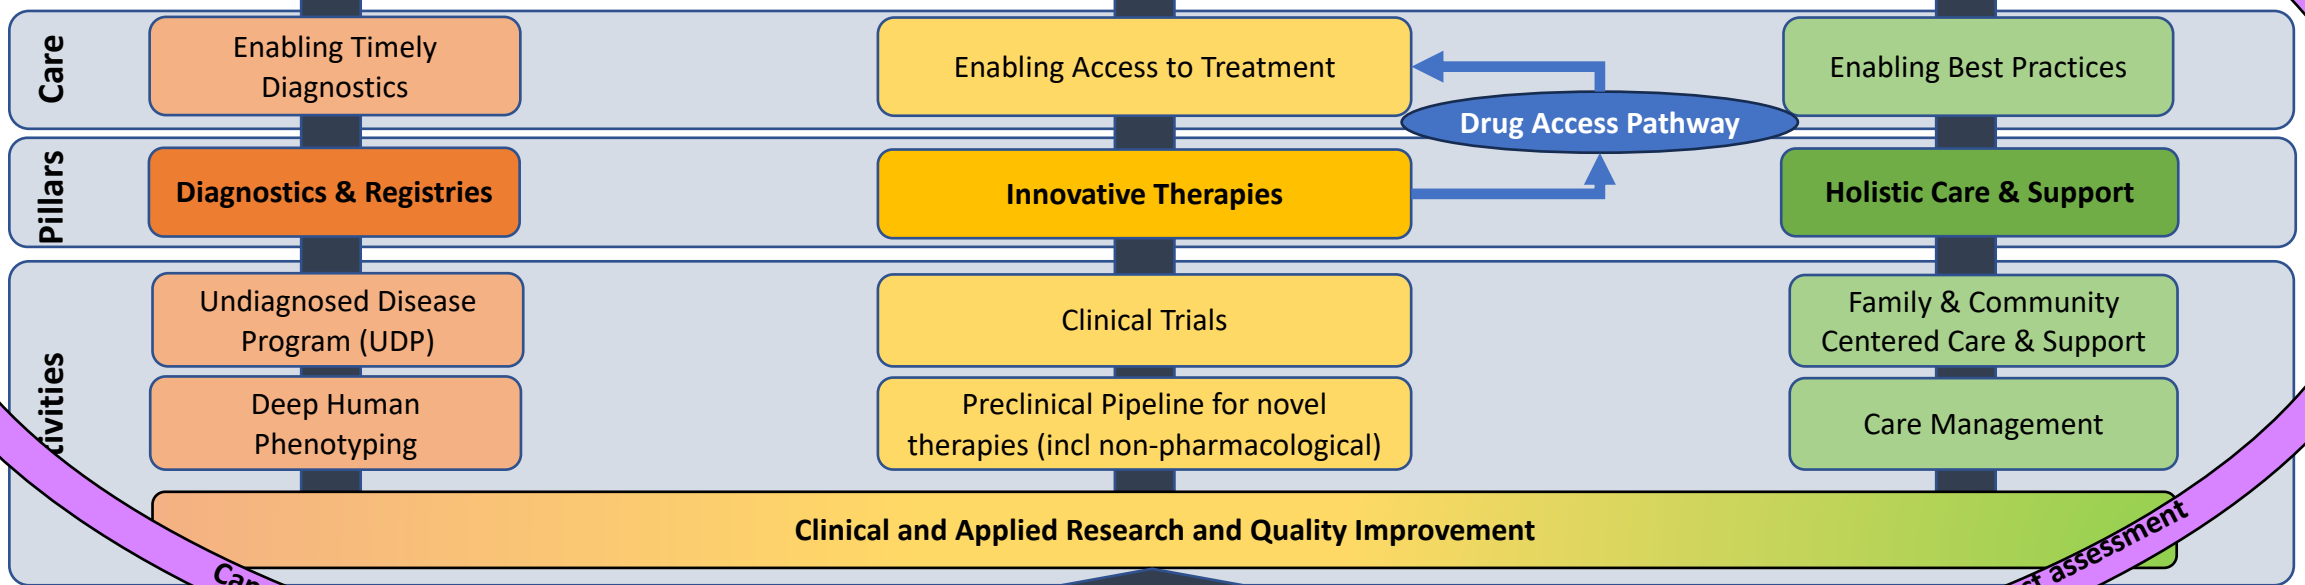 Care
Enabling Timely
Diagnostics
Enabling Access to Treatment
Enabling Best Practices
Drug Access Pathway
Pillars
Diagnostics & Registries
Innovative Therapies
Holistic Care & Support
Undiagnosed Disease
Program (UDP)
Clinical Trials
Family & Community
Centered Care & Support
Deep Human
Phenotyping
Preclinical Pipeline for novel
therapies (incl non-pharmacological)
Care Management
Clinical and Applied Research and Quality Improvement
assessment